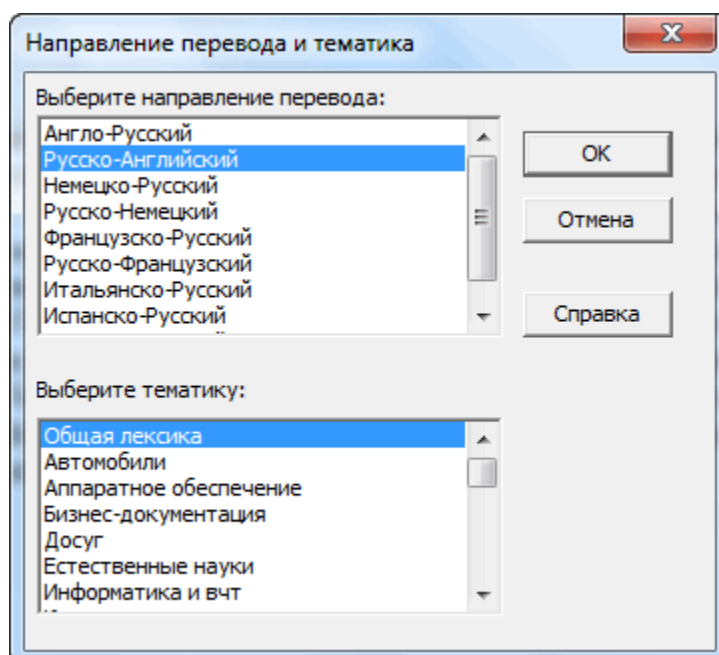 Направление перевода и тематика
Выберите направление перевода:
Англо-Русский
Русско-Английский
Немецко-Русский
Русско-Немецкий
Французско-Русский
Русско-Французский
Итальянско-Русский
Испанско-Русский
OK
Отмена
Справка
Выберите тематику:
Общая лексика
Автомобили
Аппаратное обеспечение
Бизнес-документация
Досуг
Естественные науки
Информатика и вчт